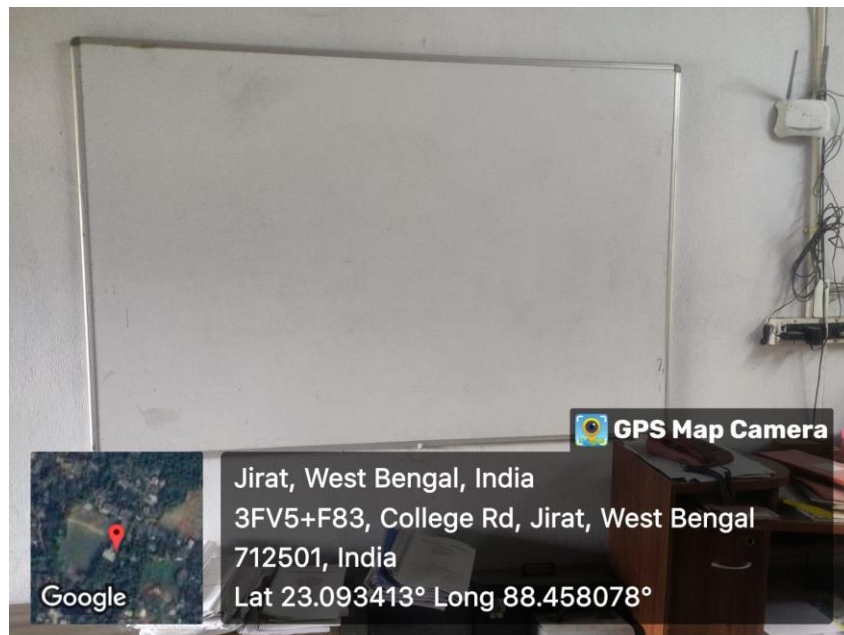 GPS Map Camera
Jirat, West Bengal, India
3FV5+F83, College Rd, Jirat, West Bengal
712501, India
Lat 23.093413° Long 88.458078°
Google